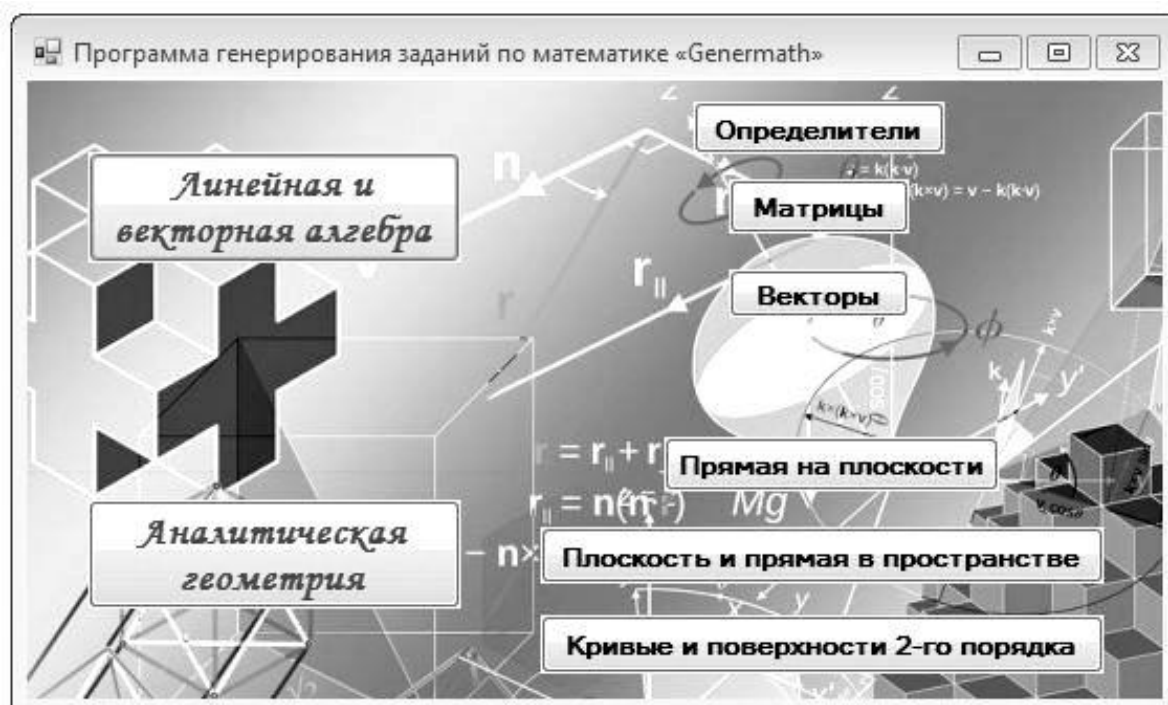 Программа генерирования заданий по математике «Genermath»
Линейная и
векторная алгебра
Определители
Матрицы
Векторы
Аналитическая
геометрия
Прямая на плоскости
Плоскость и прямая в пространстве
Кривые и поверхности 2-го порядка
n
= k(k·v)
(k×v) = v − k(k·v)
r
r||
ϕ
k×v
k
y'
k×(k×v)
Mg
x
y